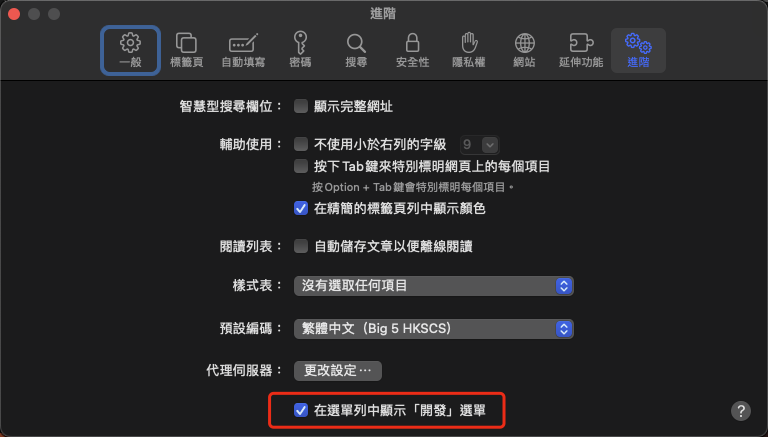 進階
一般
標籤頁
自動填寫
密碼
搜尋
安全性
隱私權
網站
延伸功能
進階
智慧型搜尋欄位： 顯示完整網址
輔助使用： 不使用小於右列的字級 9
按下 Tab 鍵來特別標明網頁上的每個項目
按 Option + Tab 鍵會特別標明每個項目。
在精簡的標籤頁列中顯示顏色
閱讀列表： 自動儲存文章以便離線閱讀
樣式表： 沒有選取任何項目
預設編碼： 繁體中文（Big 5 HKSCS）
代理伺服器： 更改設定⋯
在選單列中顯示「開發」選單
?